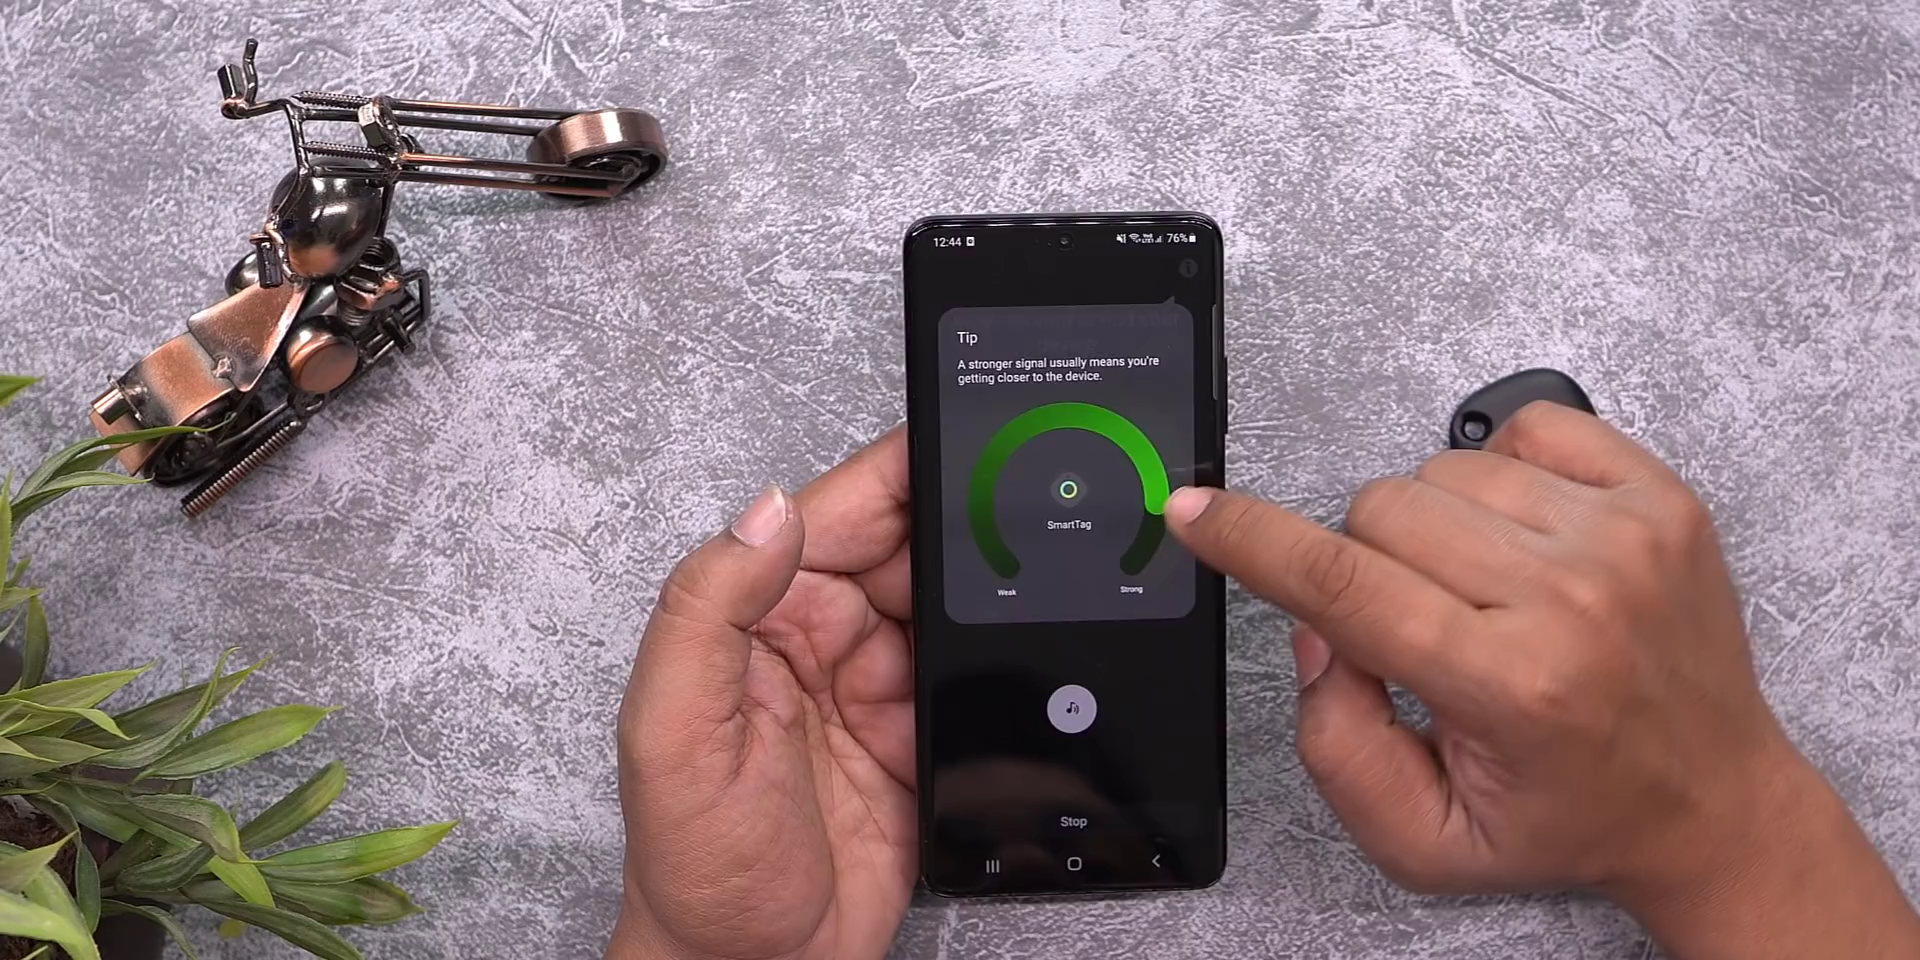 12:44
76%
Tip
A stronger signal usually means you're
getting closer to the device.
SmartTag
Weak
Strong
Stop